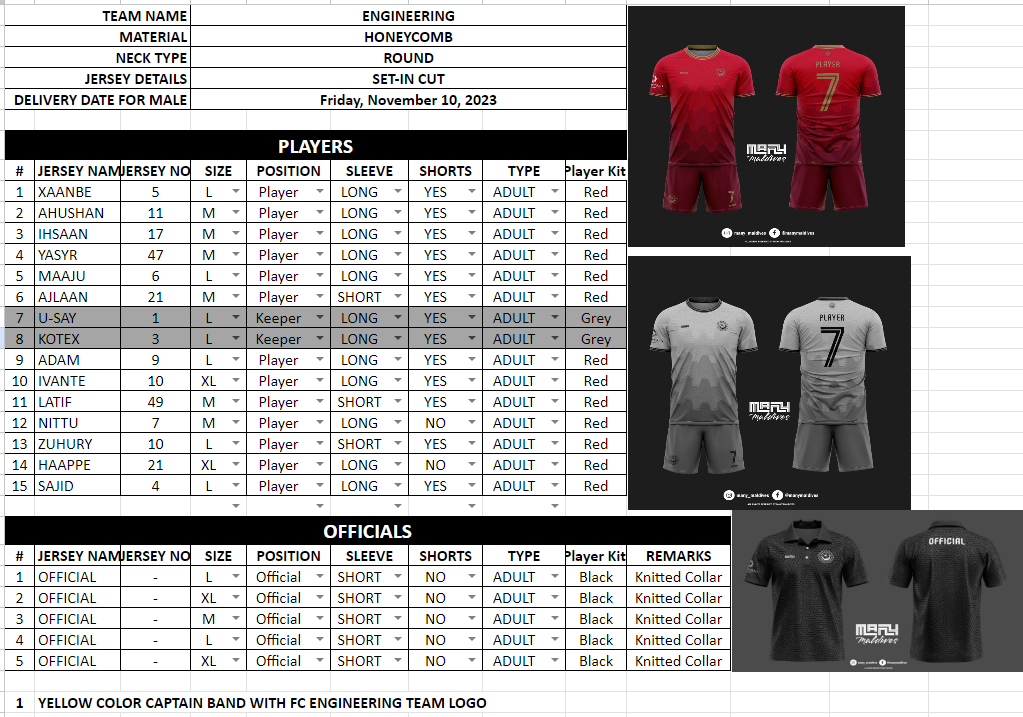 TEAM NAME ENGINEERING
MATERIAL HONEYCOMB
NECK TYPE ROUND
JERSEY DETAILS SET-IN CUT
DELIVERY DATE FOR MALE Friday, November 10, 2023
PLAYERS
# JERSEY NAM JERSEY NO SIZE POSITION SLEEVE SHORTS TYPE Player Kit
1 XAANBE 5 L Player LONG YES ADULT Red
2 AHUSHAN 11 M Player LONG YES ADULT Red
3 IHSAAN 17 M Player LONG YES ADULT Red
4 YASYR 47 M Player LONG YES ADULT Red
5 MAAJU 6 L Player LONG YES ADULT Red
6 AJLAAN 21 M Player SHORT YES ADULT Red
7 U-SAY 1 L Keeper LONG YES ADULT Grey
8 KOTEX 3 L Keeper LONG YES ADULT Grey
9 ADAM 9 L Player LONG YES ADULT Red
10 IVANTE 10 XL Player LONG YES ADULT Red
11 LATIF 49 M Player SHORT YES ADULT Red
12 NITTU 7 M Player LONG NO ADULT Red
13 ZUHURY 10 L Player SHORT YES ADULT Red
14 HAAPPE 21 XL Player LONG NO ADULT Red
15 SAJID 4 L Player LONG YES ADULT Red
OFFICIALS
# JERSEY NAM JERSEY NO SIZE POSITION SLEEVE SHORTS TYPE Player Kit REMARKS
1 OFFICIAL - L Official SHORT NO ADULT Black Knitted Collar
2 OFFICIAL - XL Official SHORT NO ADULT Black Knitted Collar
3 OFFICIAL - M Official SHORT NO ADULT Black Knitted Collar
4 OFFICIAL - L Official SHORT NO ADULT Black Knitted Collar
5 OFFICIAL - XL Official SHORT NO ADULT Black Knitted Collar
1 YELLOW COLOR CAPTAIN BAND WITH FC ENGINEERING TEAM LOGO
PLAYER
7
7
MANY
Maldives
many_maldives @manymaldives
PLAYER
7
7
MANY
Maldives
many_maldives @manymaldives
OFFICIAL
MANY
Maldives